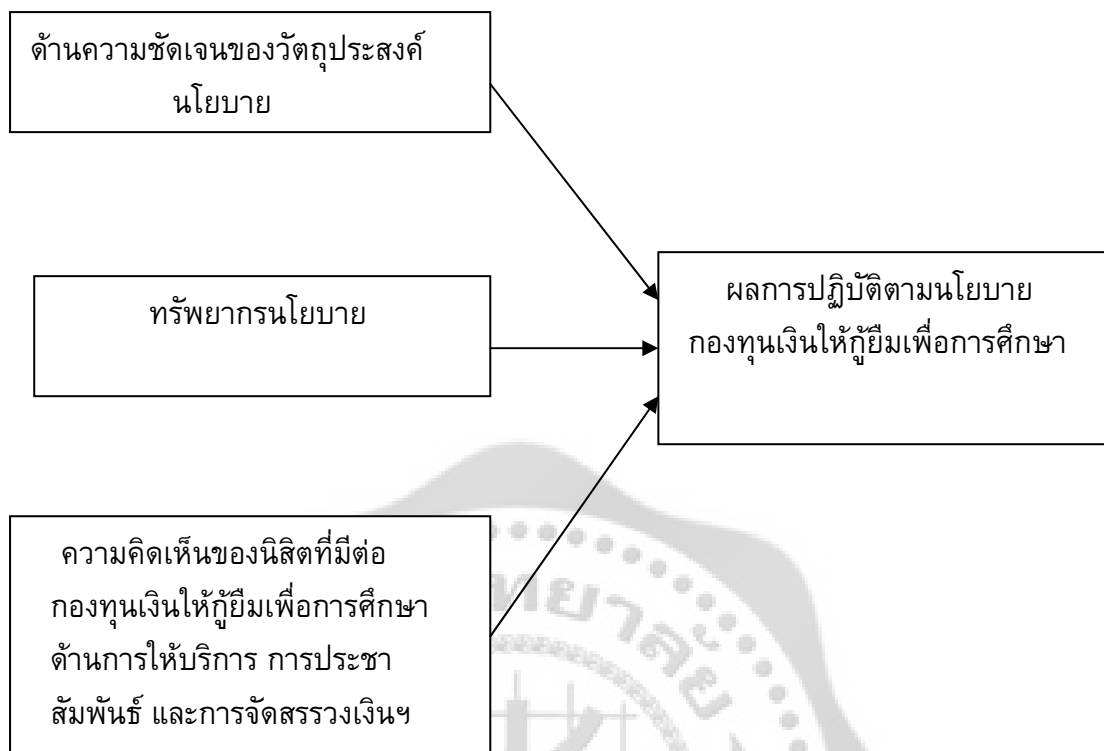 ด้านความชัดเจนของวัตถุประสงค์
นโยบาย
ทรัพยากรนโยบาย
ผลการปฏิบัติตามนโยบาย
กองทุนเงินให้กู้ยืมเพื่อการศึกษา
ความคิดเห็นของนิสิตที่มีต่อ
กองทุนเงินให้กู้ยืมเพื่อการศึกษา
ด้านการให้บริการ การประชา
สัมพันธ์ และการจัดสรรวงเงินฯ